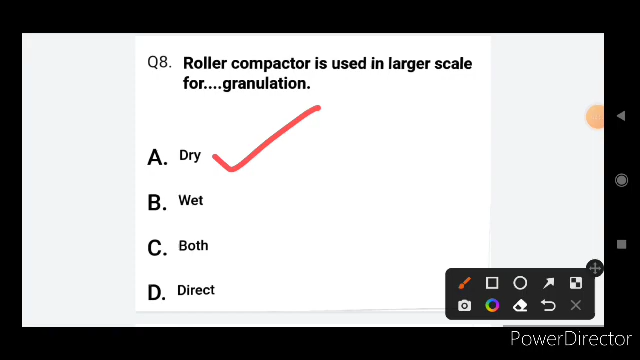 Q8. Roller compactor is used in larger scale
for....granulation.
A. Dry
B. Wet
C. Both
D. Direct
PowerDirector